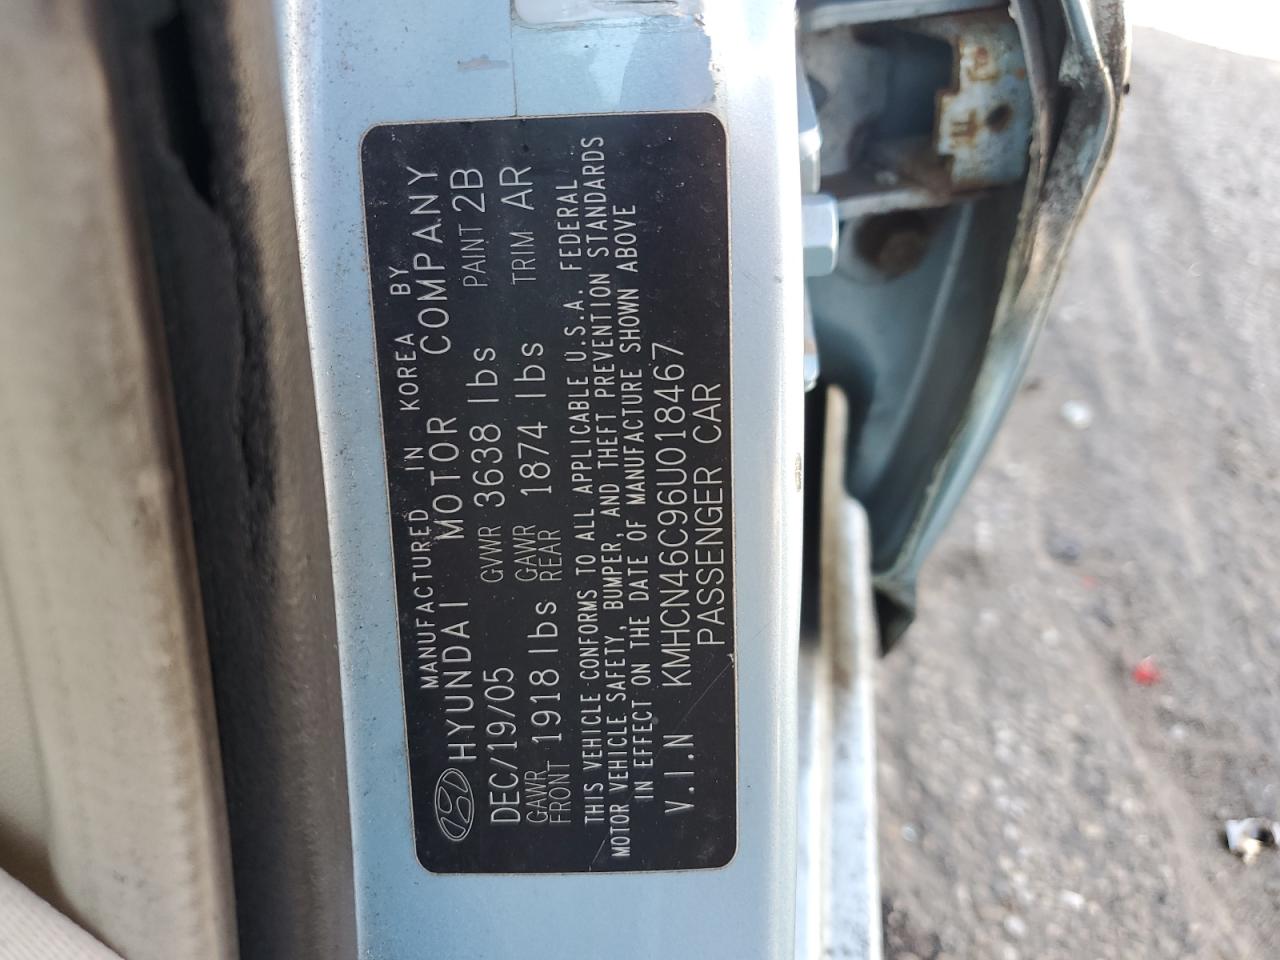 MANUFACTURED IN KOREA BY
HYUNDAI MOTOR COMPANY
DEC/19/05 GVWR 3638 lbs PAINT 2B
GAWR FRONT 1918 lbs GAWR REAR 1874 lbs TRIM AR
THIS VEHICLE CONFORMS TO ALL APPLICABLE U.S.A. FEDERAL
MOTOR VEHICLE SAFETY, BUMPER, AND THEFT PREVENTION STANDARDS
IN EFFECT ON THE DATE OF MANUFACTURE SHOWN ABOVE
V.I.N KMHCN46C96U018467
PASSENGER CAR